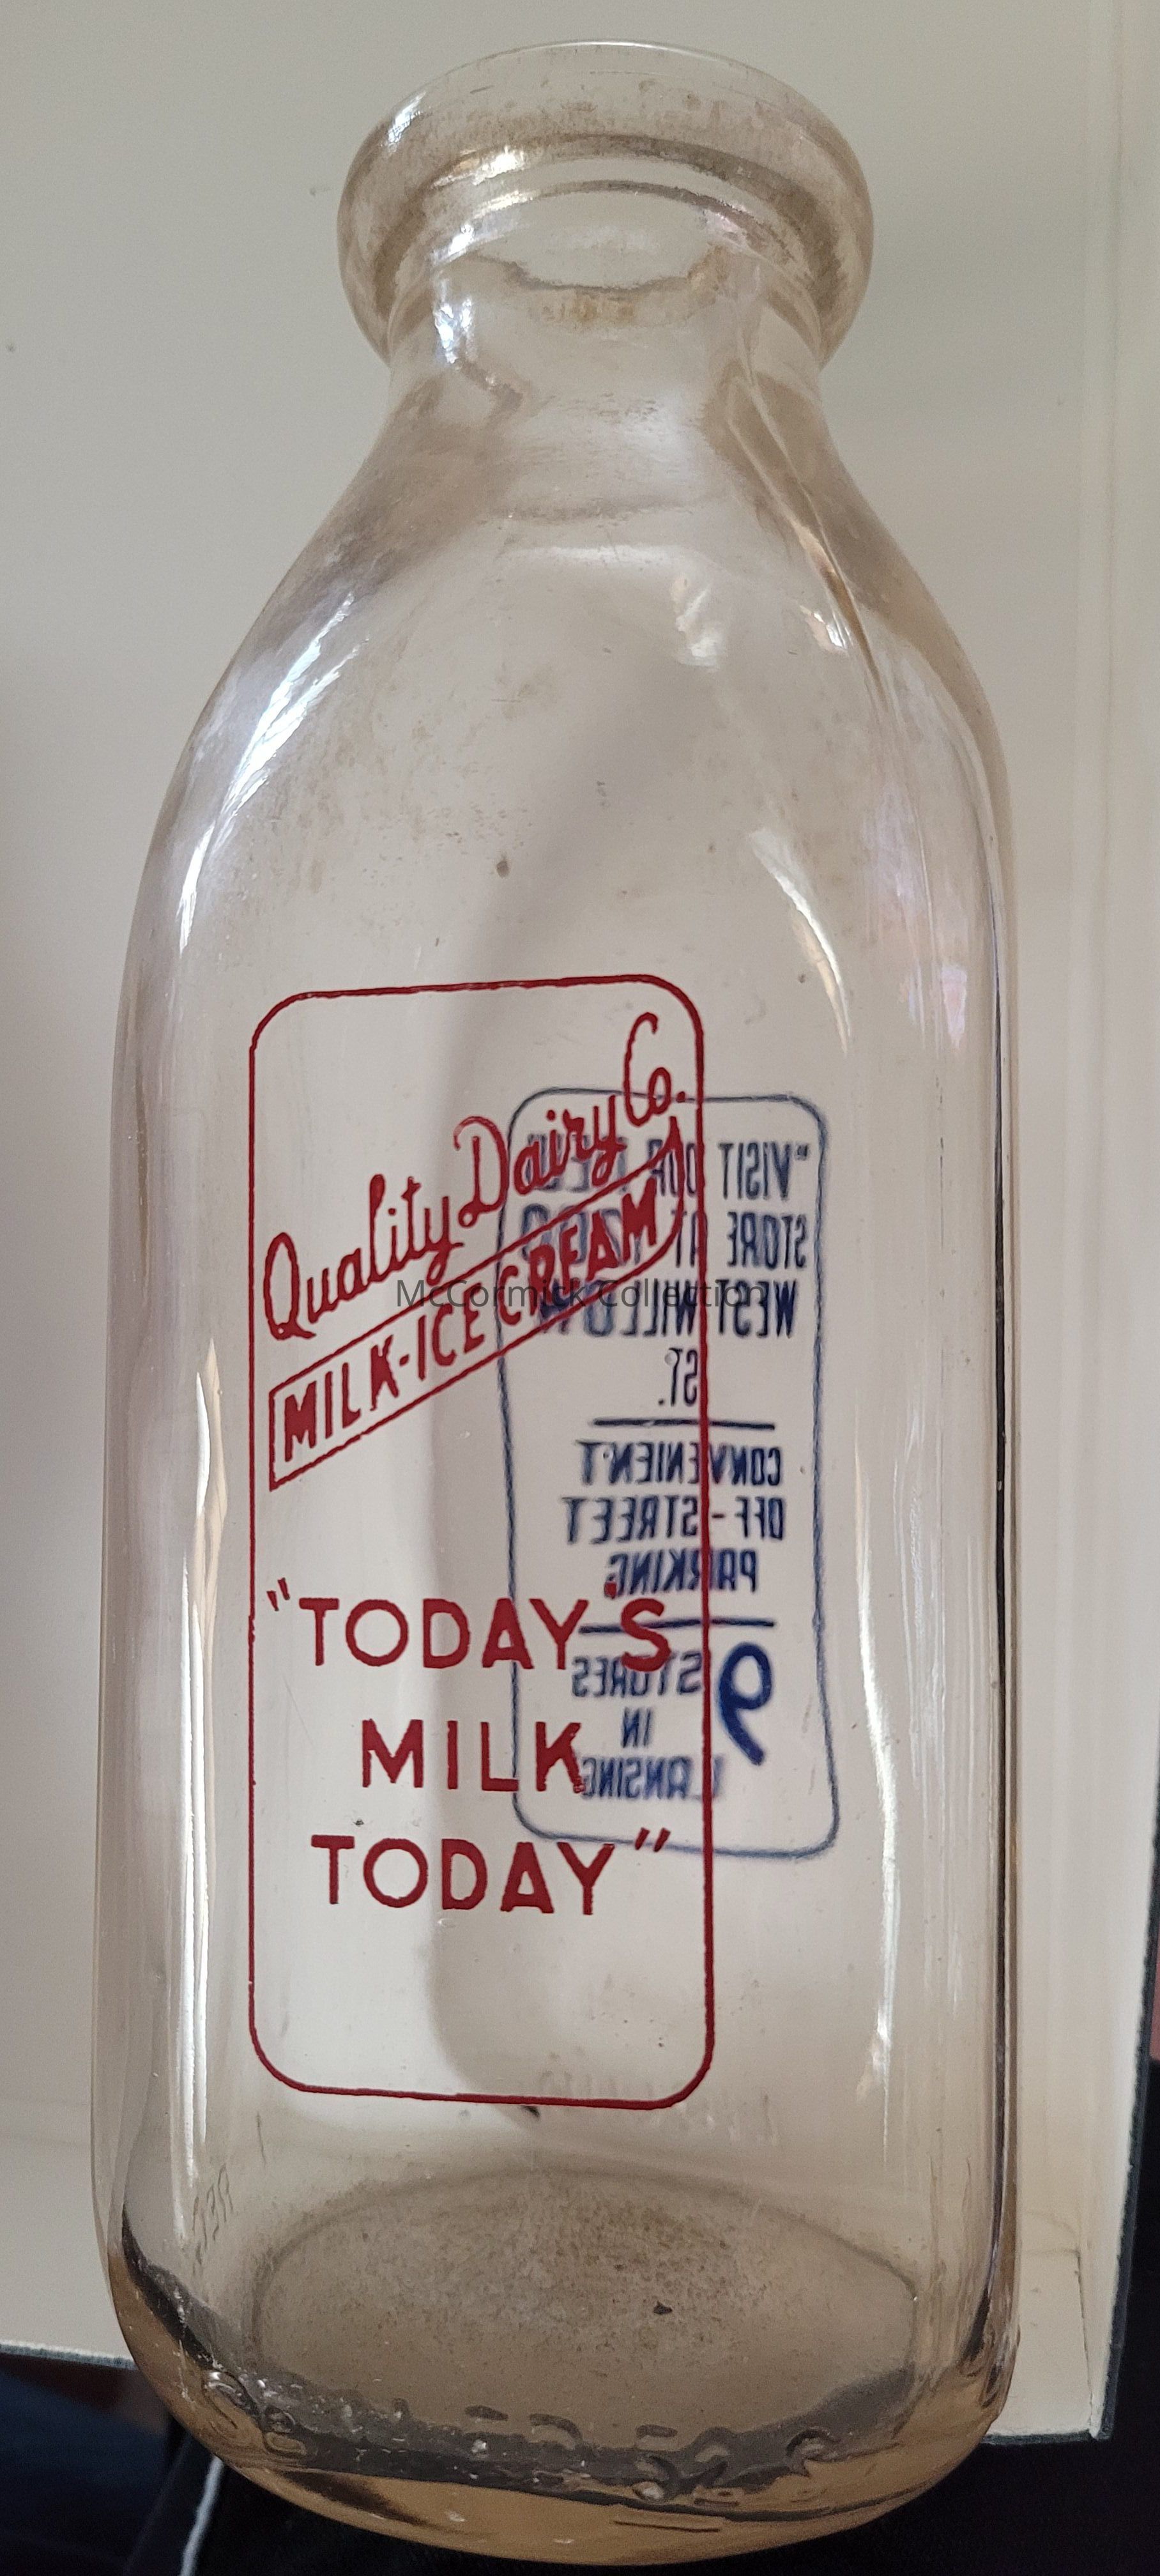 Quality Dairy Co.
MILK-ICE CREAM
"TODAY'S
MILK
TODAY"
"VISIT OUR NEW
STORE AT
WEST WILLOW
ST.
CONVENIENT
OFF-STREET
PARKING
9 STORES
IN
LANSING
McCormick Collection